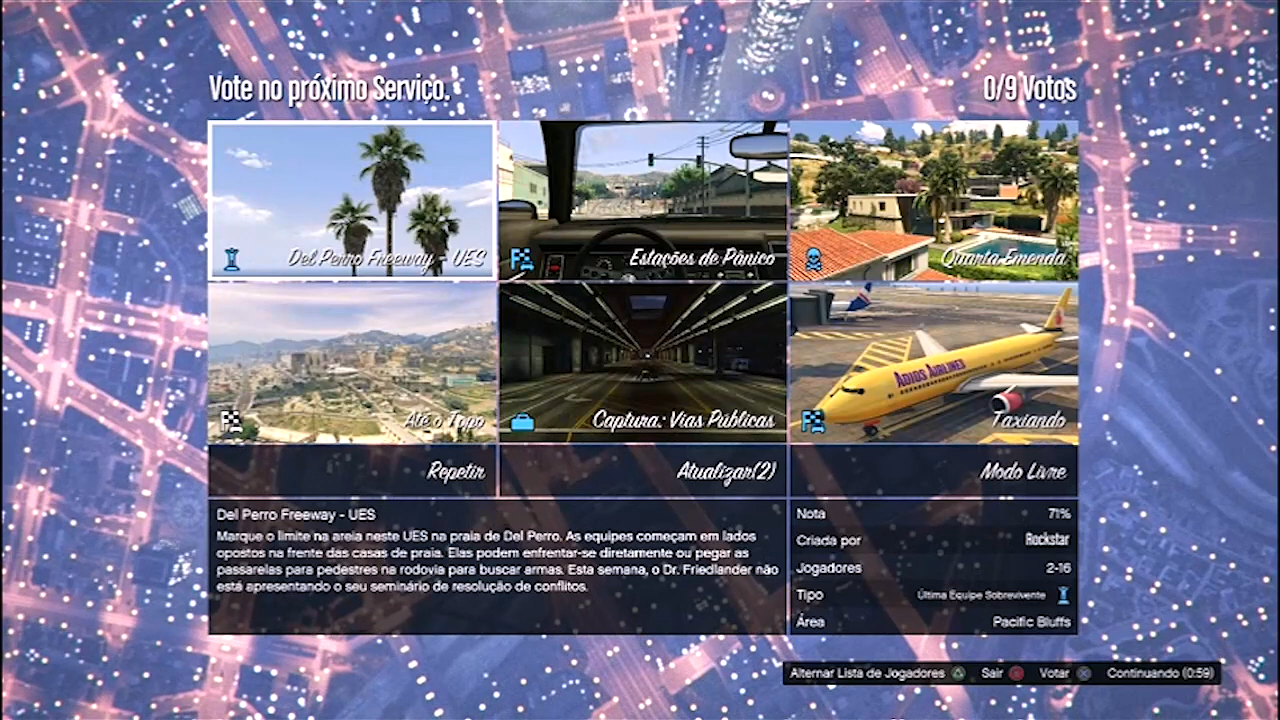 Vote no próximo Serviço.
0/9 Votos
Del Perro Freeway - UES
Estações de Pânico
Quarta Emenda
ADIOS AIRLINES
Até o Topo
Captura: Vias Públicas
Taxiando
Repetir
Atualizar(2)
Modo Livre
Del Perro Freeway - UES
Marque o limite na areia neste UES na praia de Del Perro. As equipes começam em lados
opostos na frente das casas de praia. Elas podem enfrentar-se diretamente ou pegar as
passarelas para pedestres na rodovia para buscar armas. Esta semana, o Dr. Friedlander não
está apresentando o seu seminário de resolução de conflitos.
Nota 71%
Criada por Rockstar
Jogadores 2-16
Tipo Última Equipe Sobrevivente
Área Pacific Bluffs
Alternar Lista de Jogadores Sair Votar Continuando (0:59)